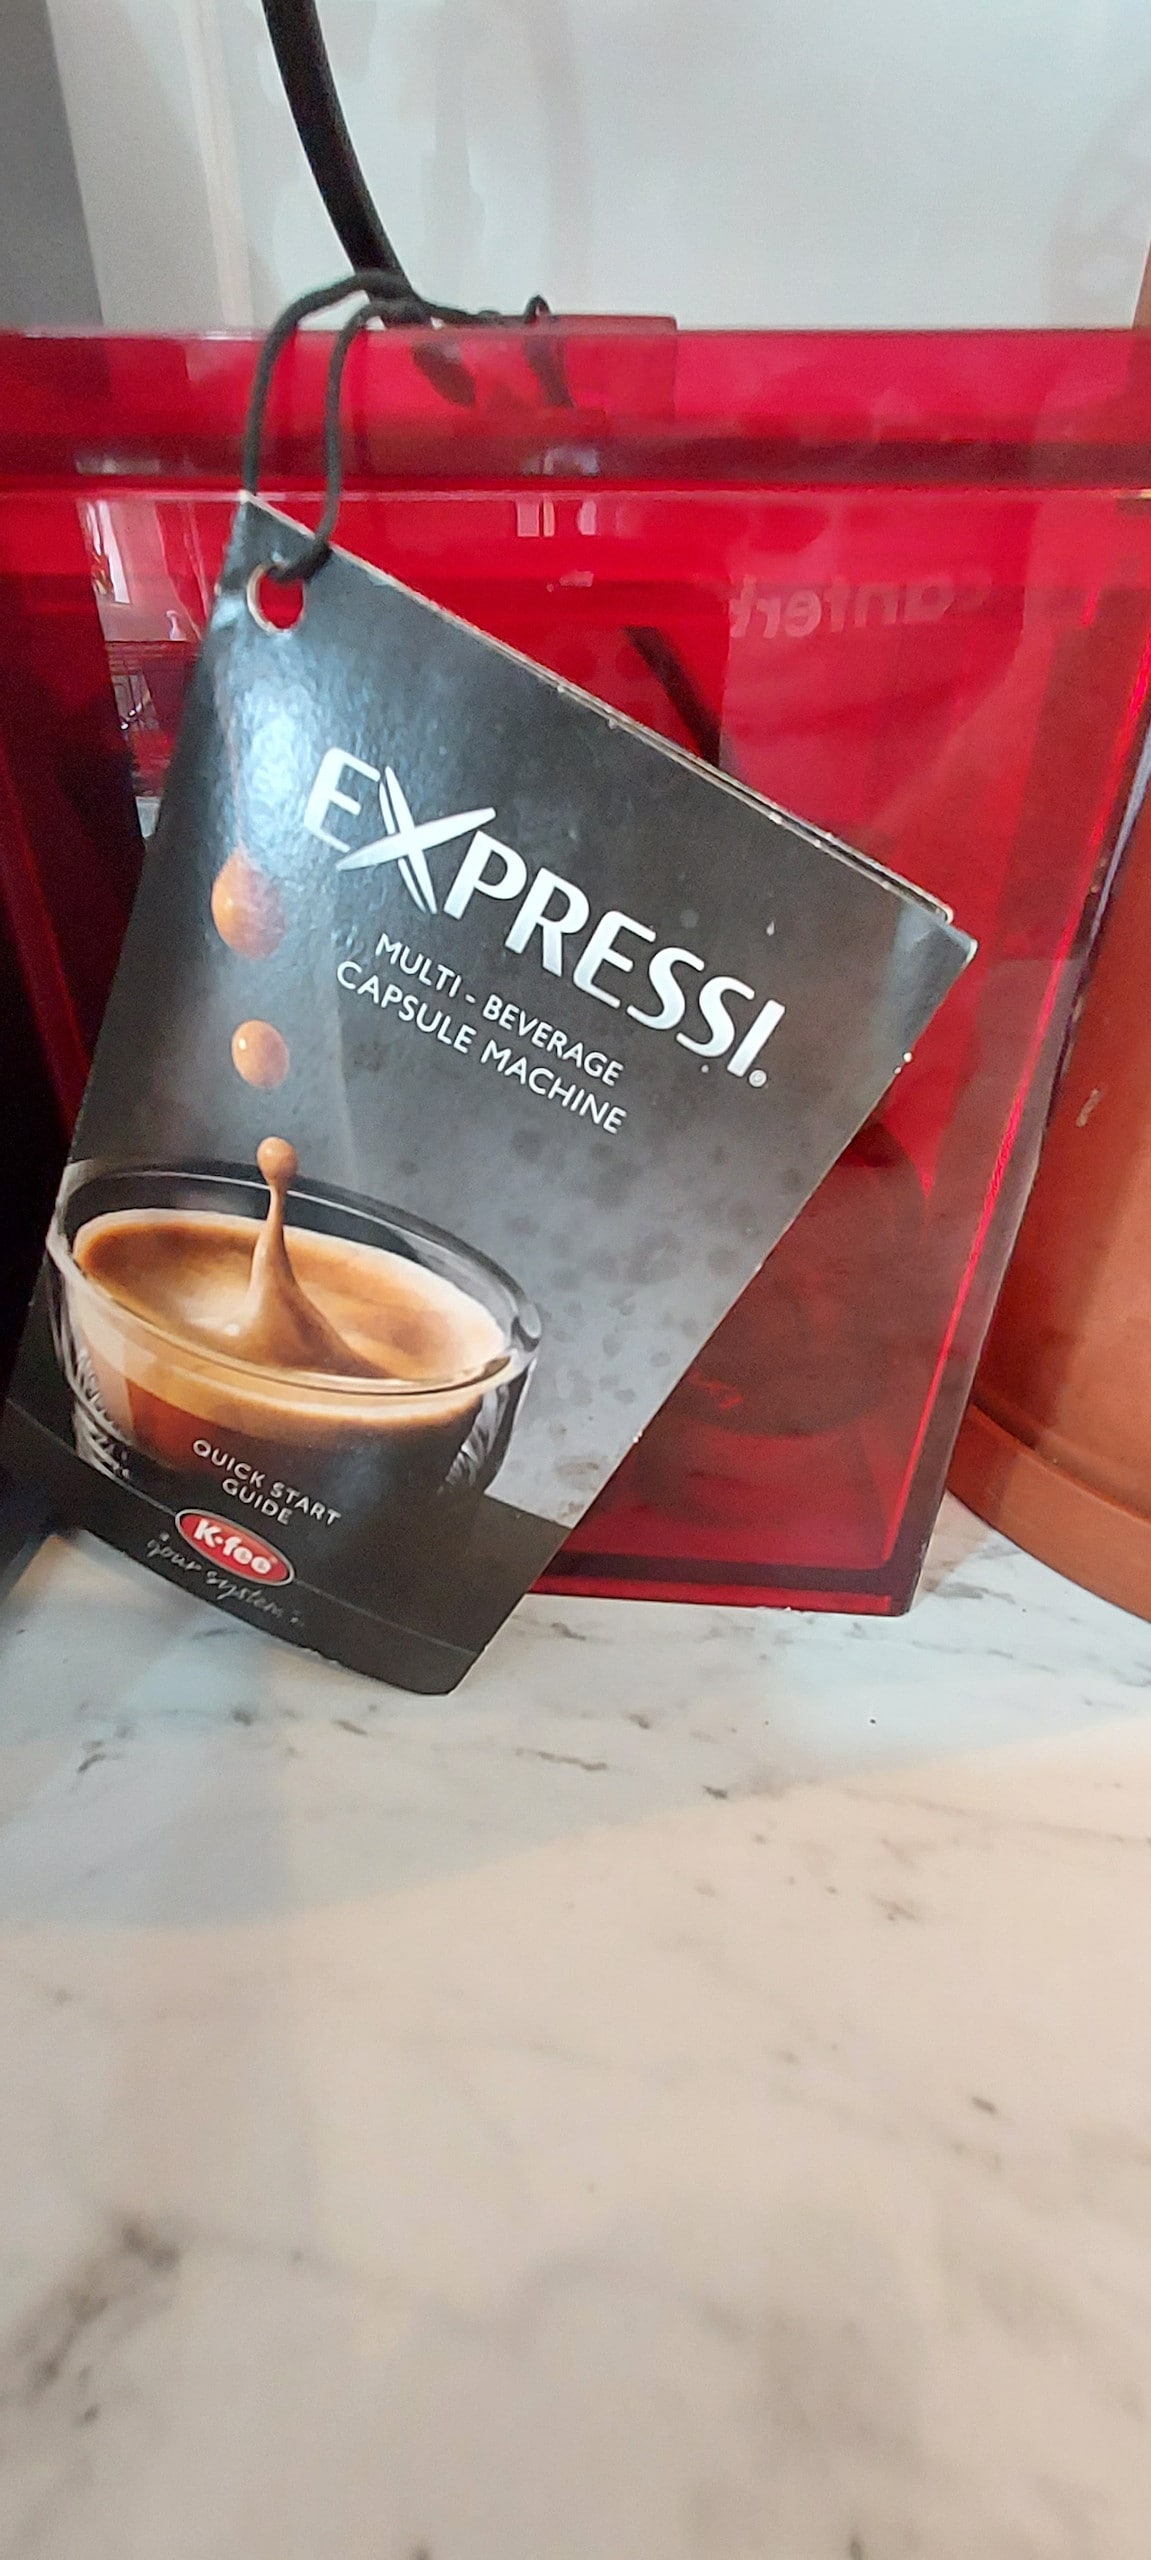 EXPRESSI®
MULTI - BEVERAGE
CAPSULE MACHINE
QUICK START
GUIDE
K-fee
your system